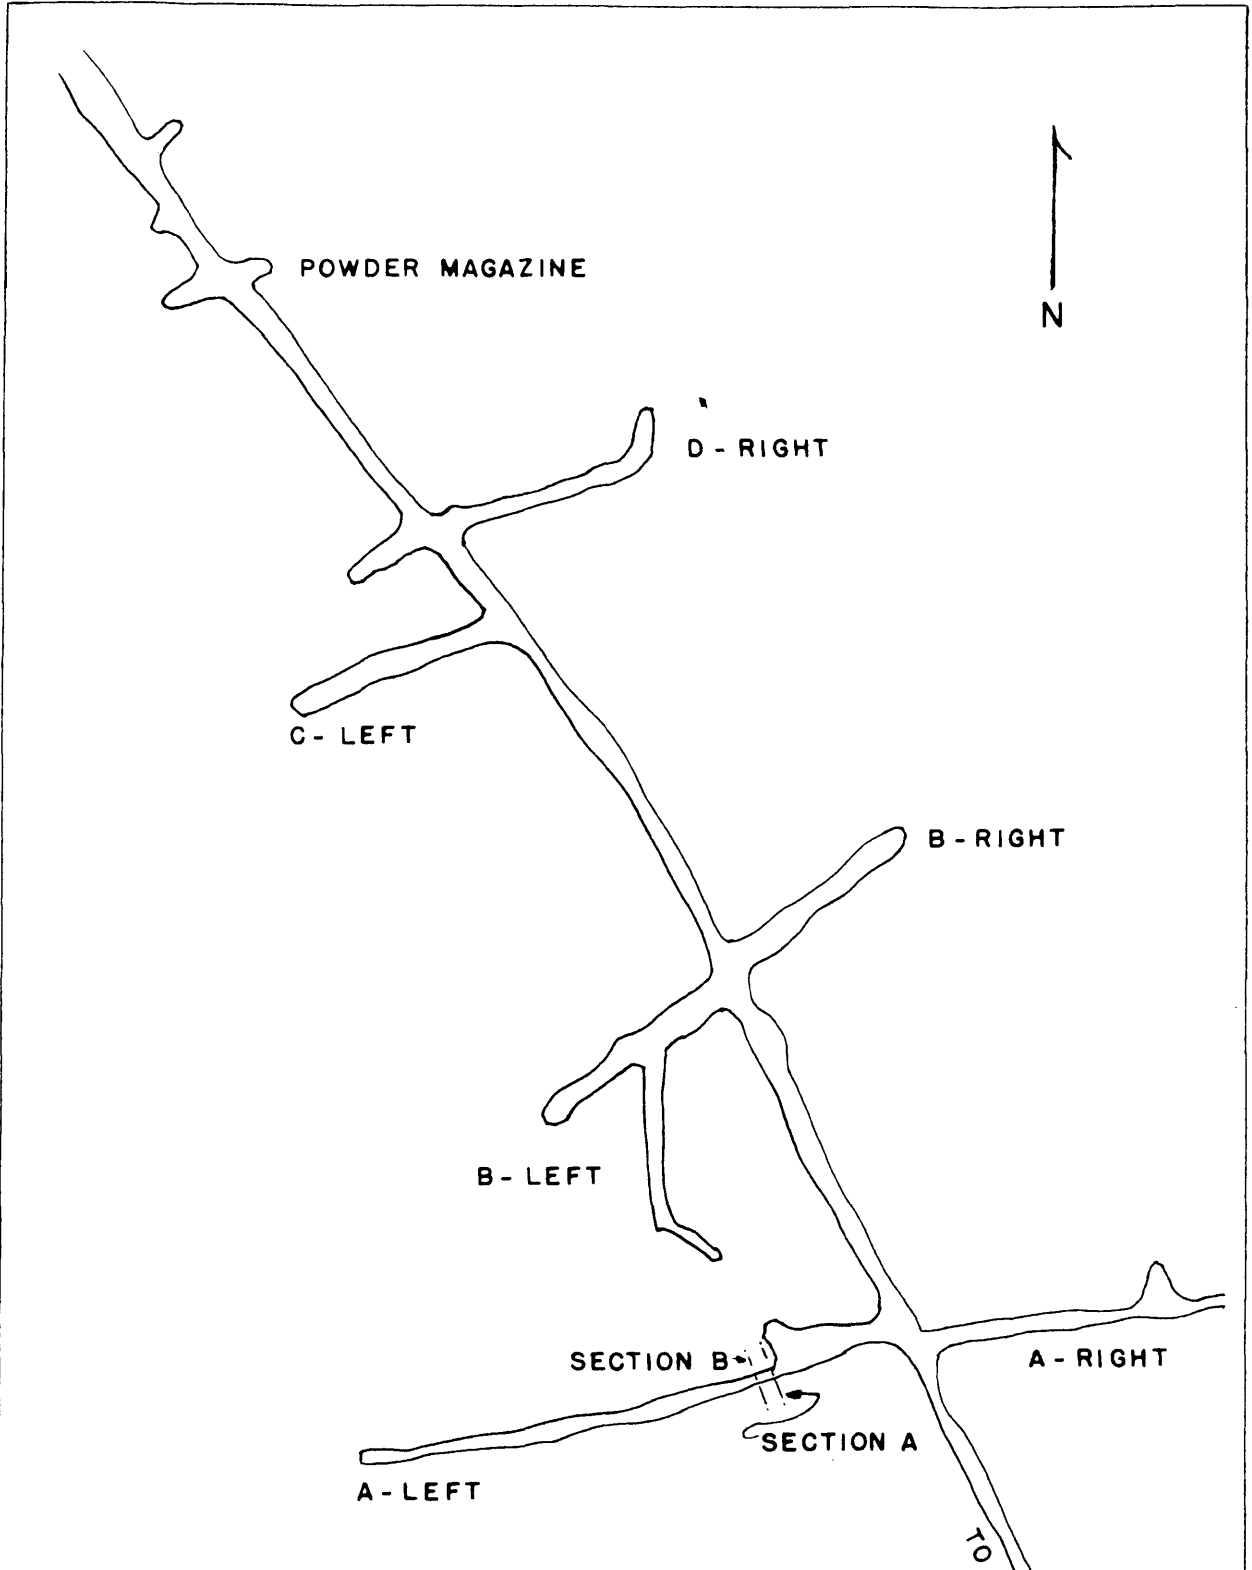 POWDER MAGAZINE
N
D - RIGHT
C - LEFT
B - RIGHT
B - LEFT
SECTION B
A - RIGHT
SECTION A
A - LEFT
TO